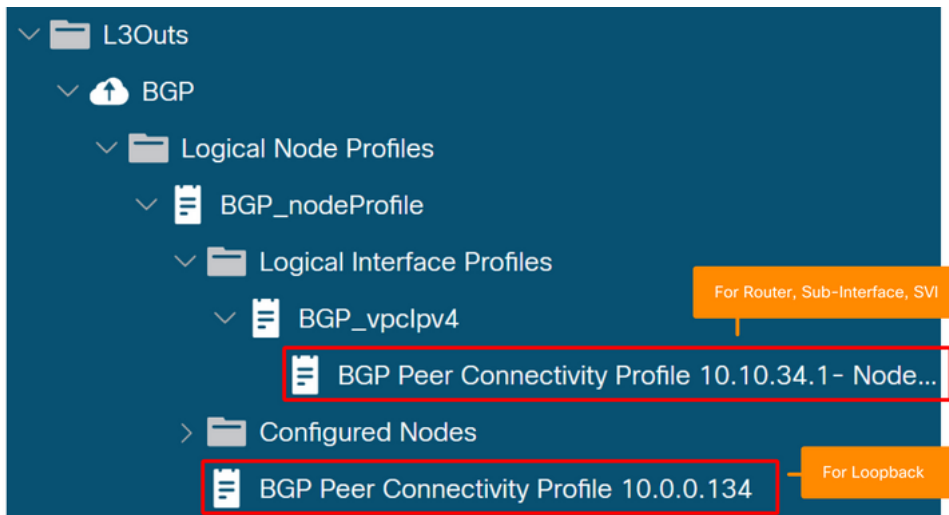 L3Outs
BGP
Logical Node Profiles
BGP_nodeProfile
Logical Interface Profiles
For Router, Sub-Interface, SVI
BGP_vpcIpv4
BGP Peer Connectivity Profile 10.10.34.1- Node...
Configured Nodes
For Loopback
BGP Peer Connectivity Profile 10.0.0.134